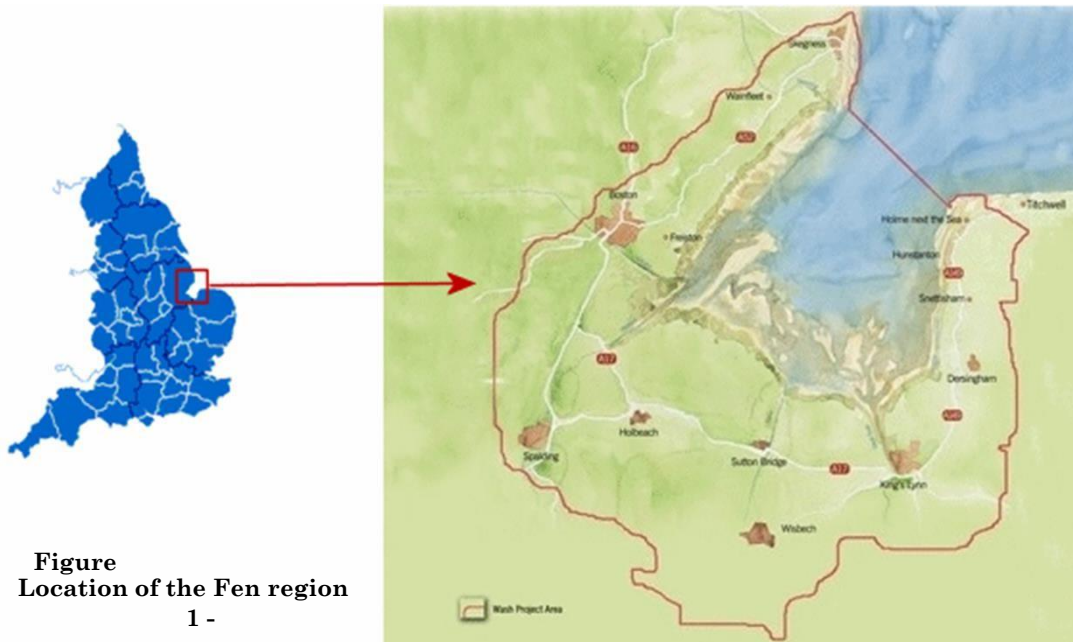 Skegness
Wainfleet
A52
A16
Boston
Freiston
Titchwell
Holme next the Sea
Hunstanton
A149
Snettisham
A17
Dersingham
Holbeach
A149
Spalding
Sutton Bridge
A17
King's Lynn
Wisbech
Wash Project Area
Figure
Location of the Fen region
1 -